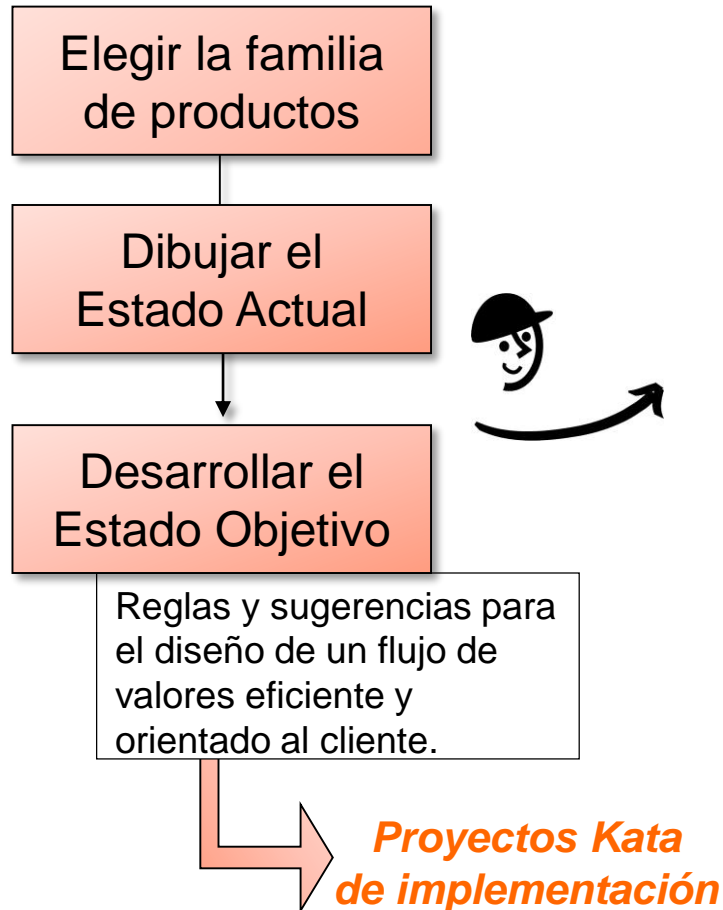 Elegir la familia
de productos
Dibujar el
Estado Actual
Desarrollar el
Estado Objetivo
Reglas y sugerencias para
el diseño de un flujo de
valores eficiente y
orientado al cliente.
Proyectos Kata
de implementación